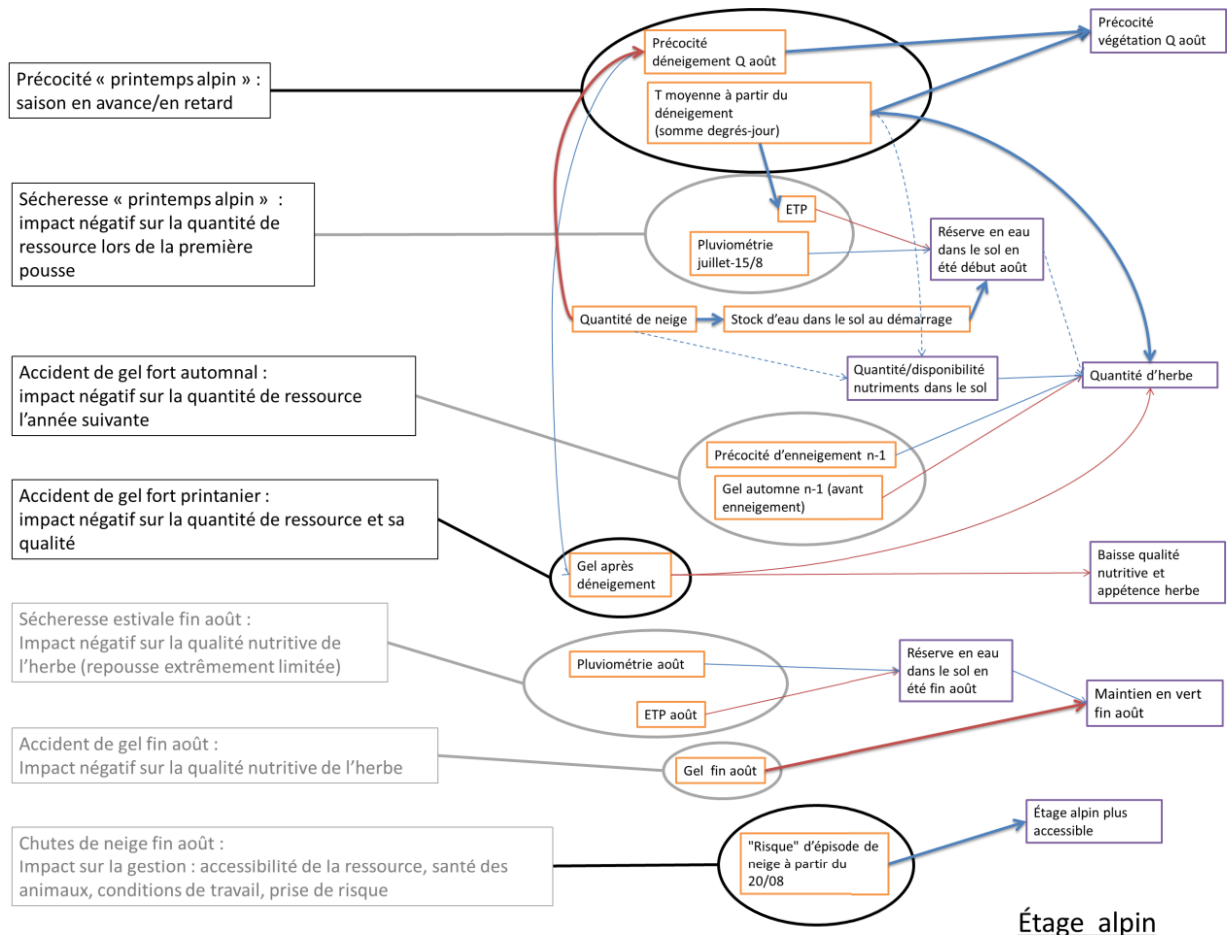 Précocité « printemps alpin » :
saison en avance/en retard
Sécheresse « printemps alpin » :
impact négatif sur la quantité de
ressource lors de la première
pousse
Accident de gel fort automnal :
impact négatif sur la quantité de ressource
l'année suivante
Accident de gel fort printanier :
impact négatif sur la quantité de ressource et sa
qualité
Sécheresse estivale fin août :
Impact négatif sur la qualité nutritive de
l'herbe (repousse extrêmement limitée)
Accident de gel fin août :
Impact négatif sur la qualité nutritive de l'herbe
Chutes de neige fin août :
Impact sur la gestion : accessibilité de la ressource, santé des
animaux, conditions de travail, prise de risque
Précocité
déneigement Q août
T moyenne à partir du
déneigement
(somme degrés-jour)
ETP
Pluviométrie
juillet-15/8
Quantité de neige
Stock d'eau dans le sol au démarrage
Réserve en eau
dans le sol en
été début août
Quantité/disponibilité
nutriments dans le sol
Précocité d'enneigement n-1
Gel automne n-1 (avant
enneigement)
Gel après
déneigement
Pluviométrie août
ETP août
Réserve en eau
dans le sol en
été fin août
Gel fin août
"Risque" d'épisode de
neige à partir du
20/08
Précocité
végétation Q août
Quantité d'herbe
Baisse qualité
nutritive et
appétence herbe
Maintien en vert
fin août
Étage alpin plus
accessible
Étage alpin